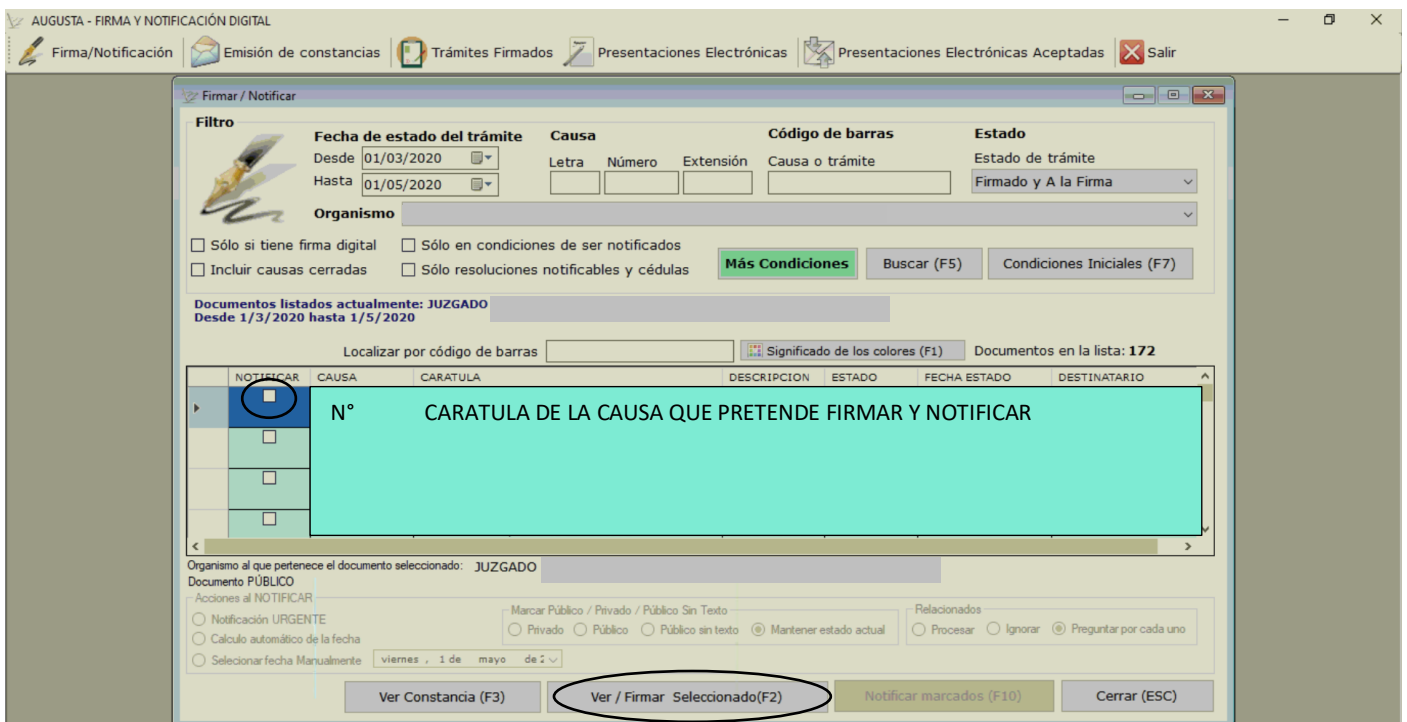 AUGUSTA - FIRMA Y NOTIFICACIÓN DIGITAL
Firma/Notificación Emisión de constancias Trámites Firmados Presentaciones Electrónicas Presentaciones Electrónicas Aceptadas Salir
Firmar / Notificar
Filtro
Fecha de estado del trámite Causa Código de barras Estado
Desde 01/03/2020 Letra Número Extensión Causa o trámite Estado de trámite
Hasta 01/05/2020 Firmado y A la Firma
Organismo
Sólo si tiene firma digital Sólo en condiciones de ser notificados
Incluir causas cerradas Sólo resoluciones notificables y cédulas Más Condiciones Buscar (F5) Condiciones Iniciales (F7)
Documentos listados actualmente: JUZGADO
Desde 1/3/2020 hasta 1/5/2020
Localizar por código de barras Significado de los colores (F1) Documentos en la lista: 172
NOTIFICAR CAUSA CARATULA DESCRIPCION ESTADO FECHA ESTADO DESTINATARIO
N° CARATULA DE LA CAUSA QUE PRETENDE FIRMAR Y NOTIFICAR
Organismo al que pertenece el documento seleccionado: JUZGADO
Documento PÚBLICO
Acciones al NOTIFICAR
Notificación URGENTE
Calculo automático de la fecha
Selecionar fecha Manualmente viernes , 1 de mayo de 2
Marcar Público / Privado / Público Sin Texto
Privado Público Público sin texto Mantener estado actual
Relacionados
Procesar Ignorar Preguntar por cada uno
Ver Constancia (F3) Ver / Firmar Seleccionado(F2) Notificar marcados (F10) Cerrar (ESC)